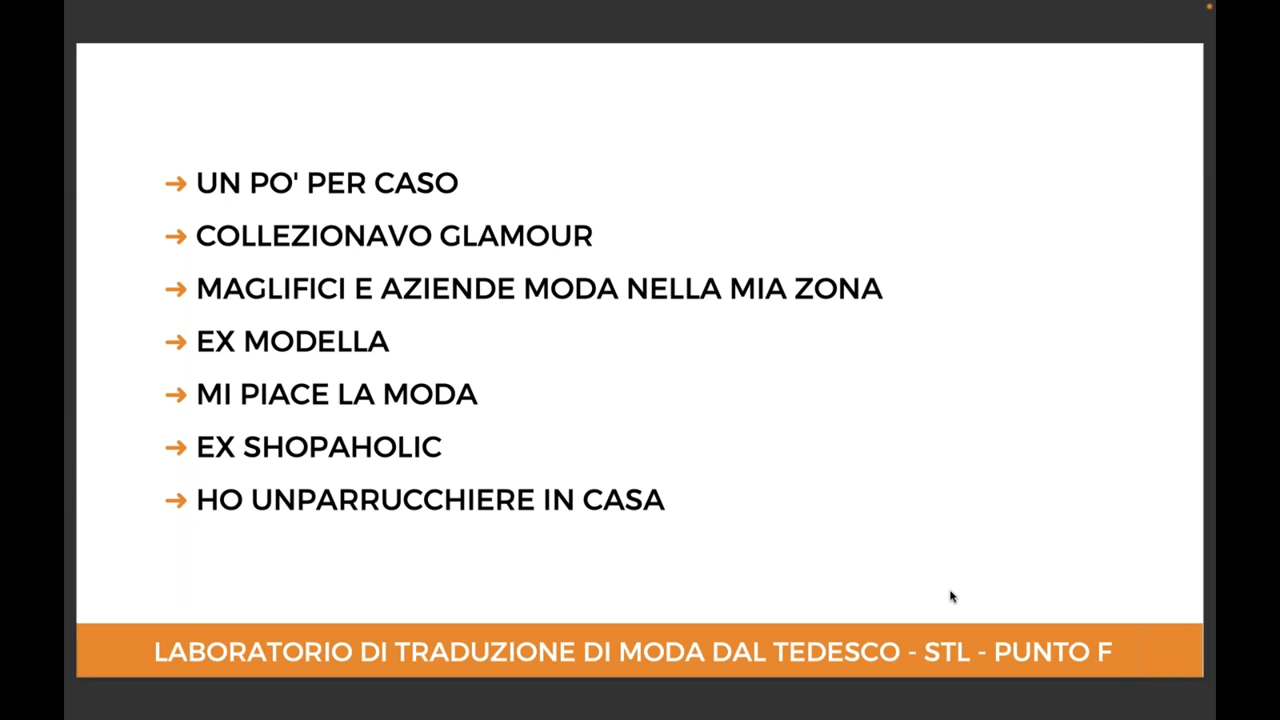 ➔ UN PO' PER CASO
➔ COLLEZIONAVO GLAMOUR
➔ MAGLIFICI E AZIENDE MODA NELLA MIA ZONA
➔ EX MODELLA
➔ MI PIACE LA MODA
➔ EX SHOPAHOLIC
➔ HO UNPARRUCCHIERE IN CASA
LABORATORIO DI TRADUZIONE DI MODA DAL TEDESCO - STL - PUNTO F